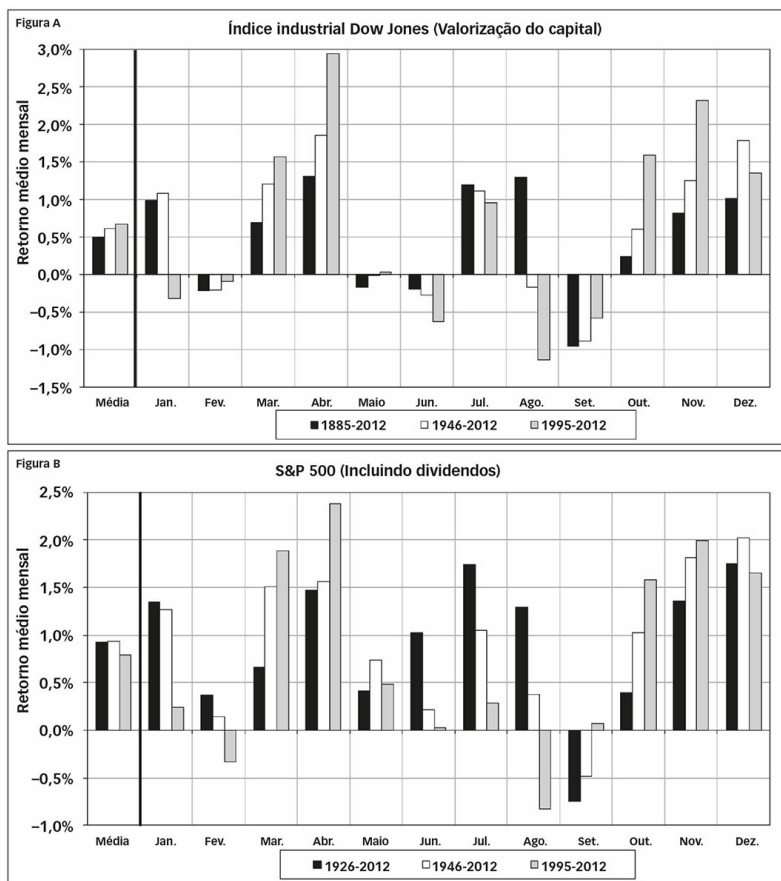 Figura A
Índice industrial Dow Jones (Valorização do capital)
Retorno médio mensal
3,0%
2,5%
2,0%
1,5%
1,0%
0,5%
0,0%
−0,5%
−1,0%
−1,5%
Média Jan. Fev. Mar. Abr. Maio Jun. Jul. Ago. Set. Out. Nov. Dez.
1885-2012 1946-2012 1995-2012
Figura B
S&P 500 (Incluindo dividendos)
Retorno médio mensal
2,5%
2,0%
1,5%
1,0%
0,5%
0,0%
−0,5%
−1,0%
Média Jan. Fev. Mar. Abr. Maio Jun. Jul. Ago. Set. Out. Nov. Dez.
1926-2012 1946-2012 1995-2012